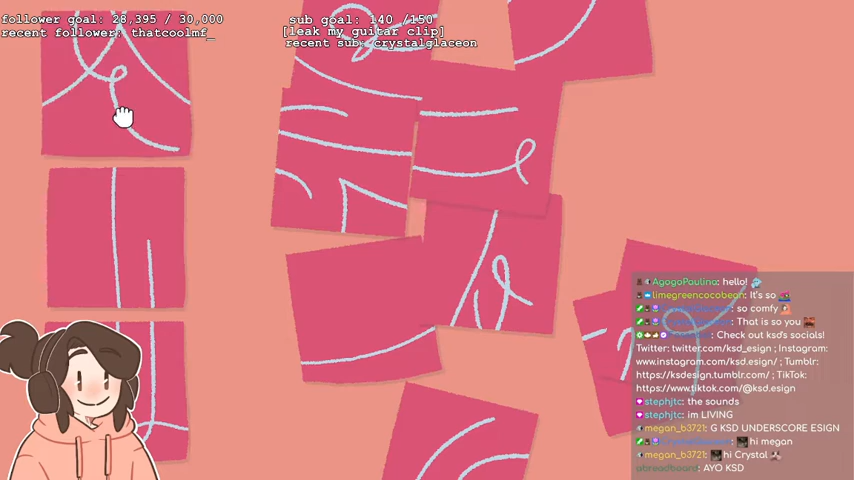 follower goal: 28,395 / 30,000
recent follower: thatcoolmf_
sub goal: 140 /150
[leak my guitar clip]
recent sub: crystalglaceon
AgogoPaulina: hello!
limegreencocobean: It's so
: so comfy
: That is so you
: Check out ksd's socials!
Twitter: twitter.com/ksd_esign ; Instagram:
www.instagram.com/ksd.esign/ ; Tumblr:
https://ksdesign.tumblr.com/ ; TikTok:
https://www.tiktok.com/@ksd.esign
stephjtc: the sounds
stephjtc: im LIVING
megan_b3721: G KSD UNDERSCORE ESIGN
: hi megan
megan_b3721: hi Crystal
abreadbeard: AYO KSD